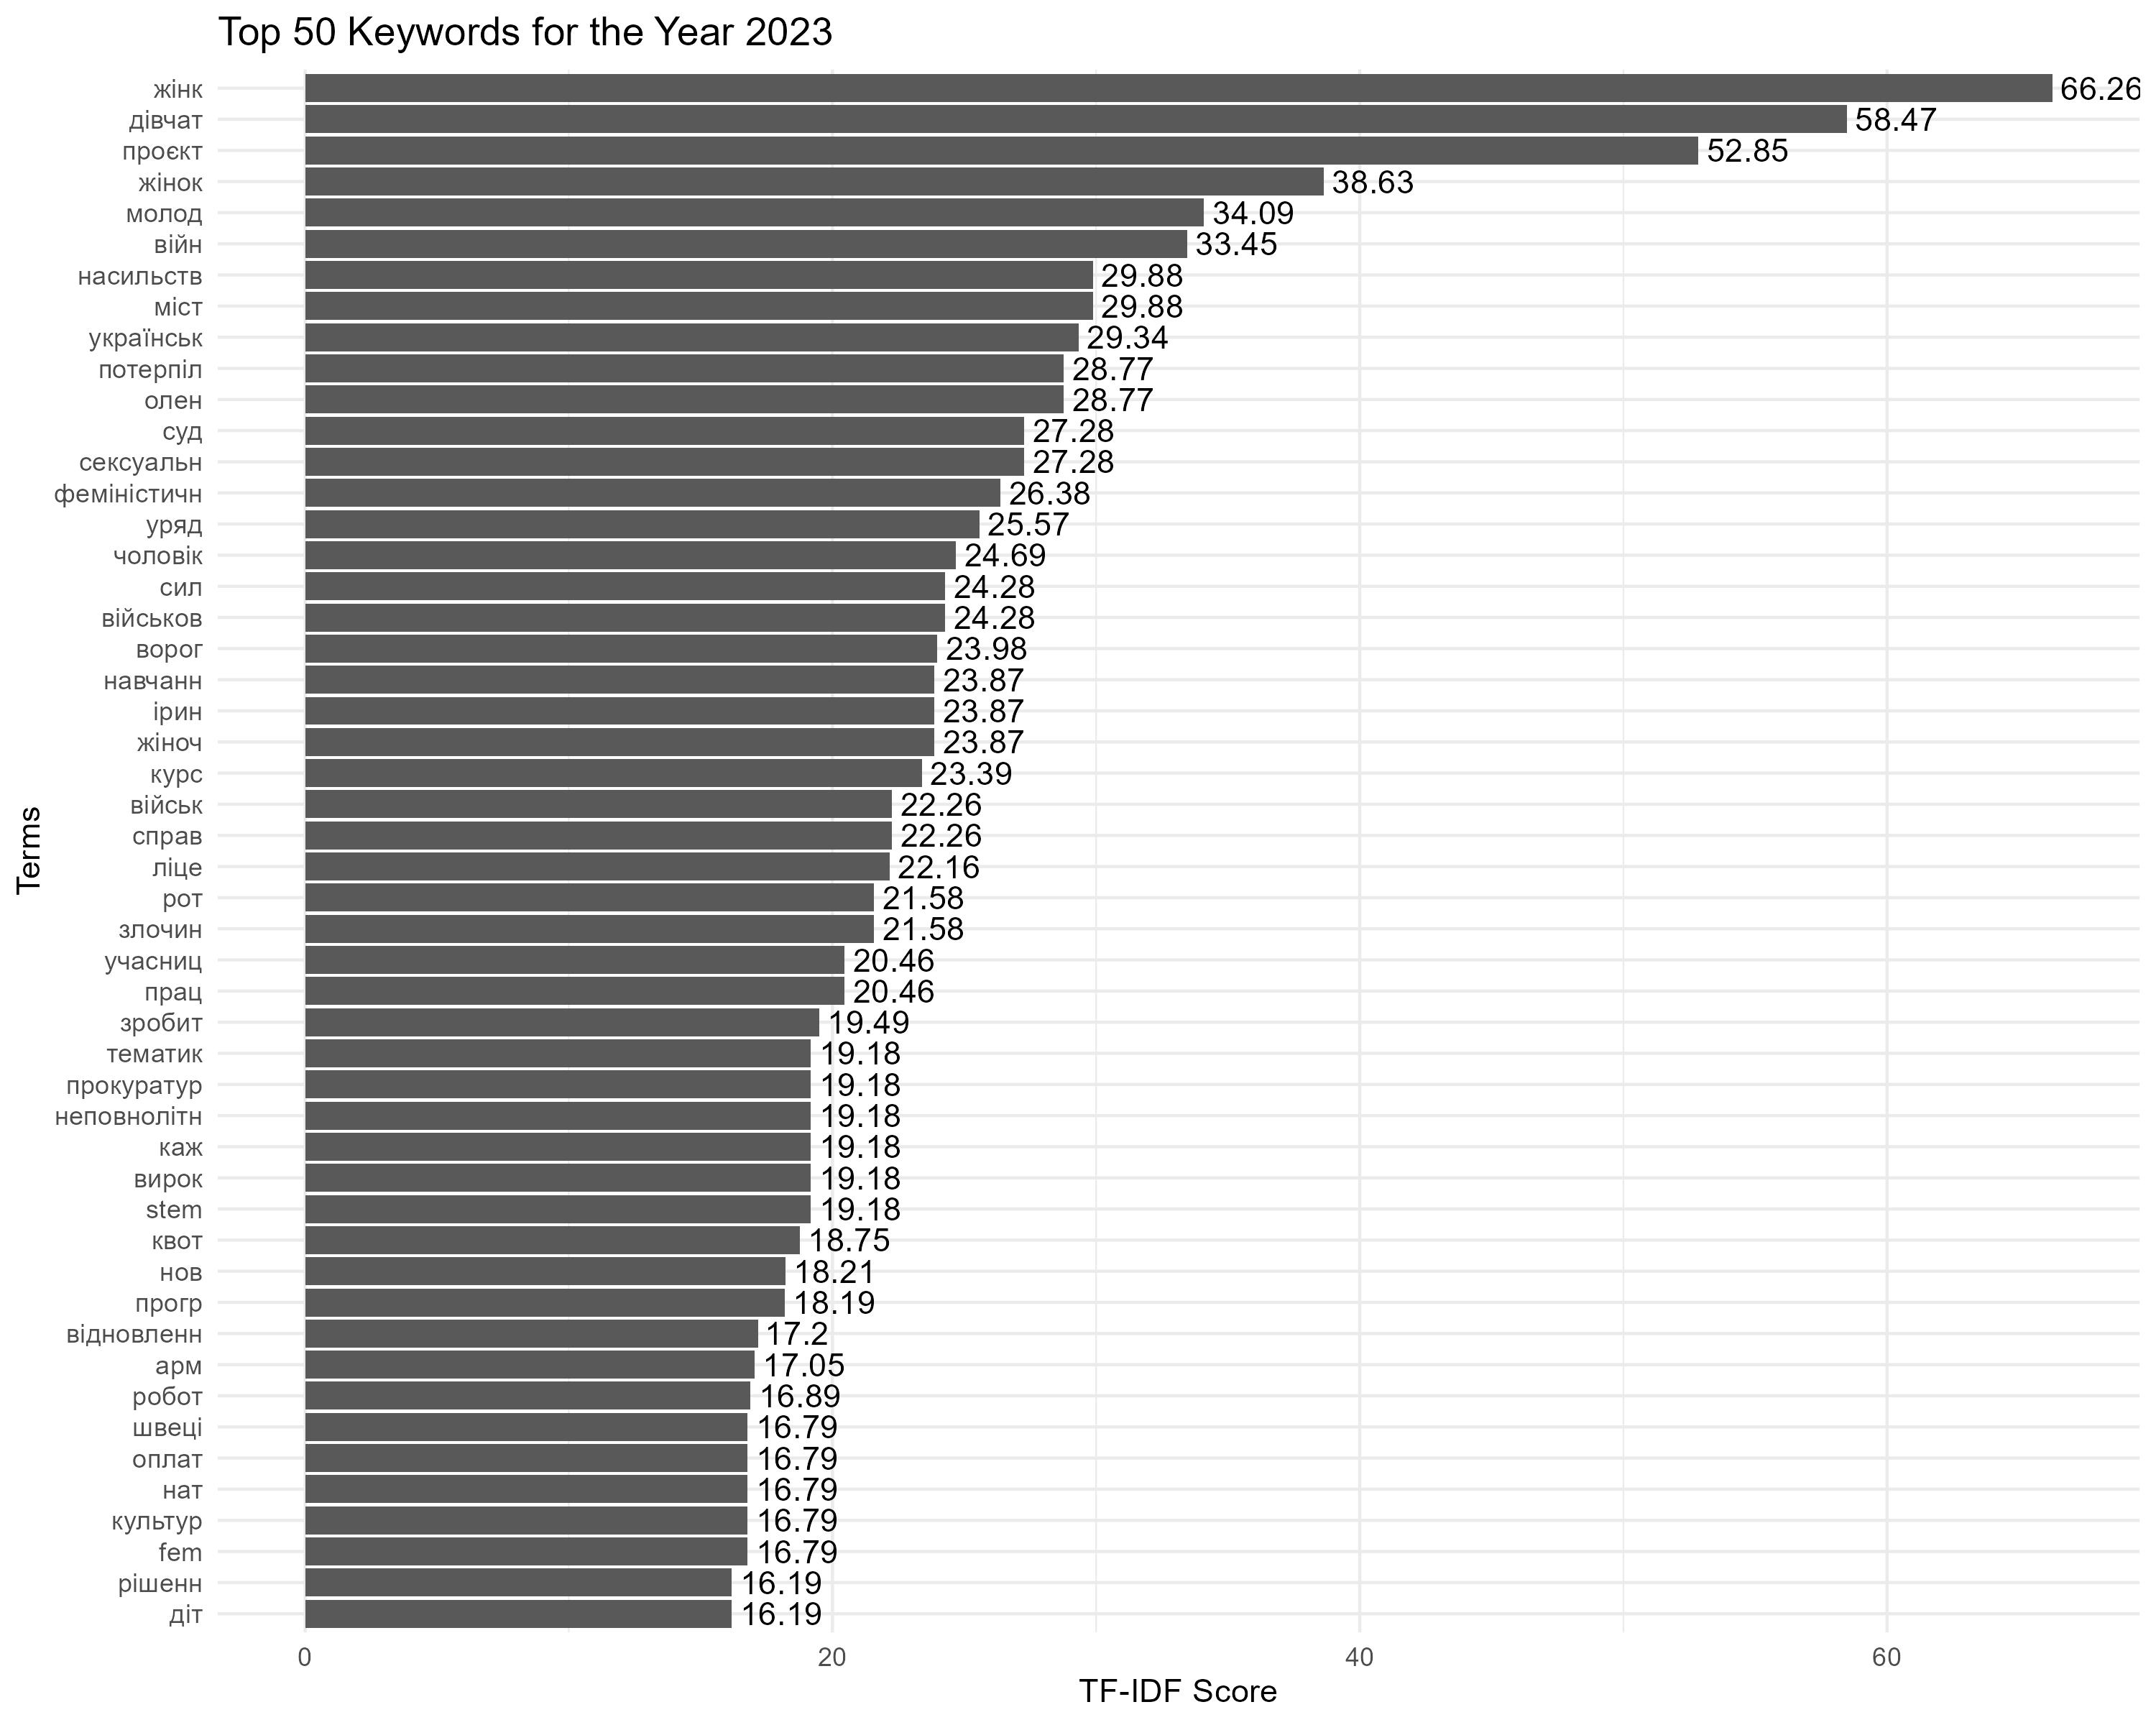 Top 50 Keywords for the Year 2023
жінк 66.26
дівчат 58.47
проєкт 52.85
жінок 38.63
молод 34.09
війн 33.45
насильств 29.88
міст 29.88
українськ 29.34
потерпіл 28.77
олен 28.77
суд 27.28
сексуальн 27.28
феміністичн 26.38
уряд 25.57
чоловік 24.69
сил 24.28
військов 24.28
ворог 23.98
навчанн 23.87
ірин 23.87
жіноч 23.87
курс 23.39
військ 22.26
справ 22.26
ліце 22.16
рот 21.58
злочин 21.58
учасниц 20.46
прац 20.46
зробит 19.49
тематик 19.18
прокуратур 19.18
неповнолітн 19.18
каж 19.18
вирок 19.18
stem 19.18
квот 18.75
нов 18.21
прогр 18.19
відновленн 17.2
арм 17.05
робот 16.89
швеці 16.79
оплат 16.79
нат 16.79
культур 16.79
fem 16.79
рішенн 16.19
діт 16.19
0 20 40 60
TF-IDF Score
Terms